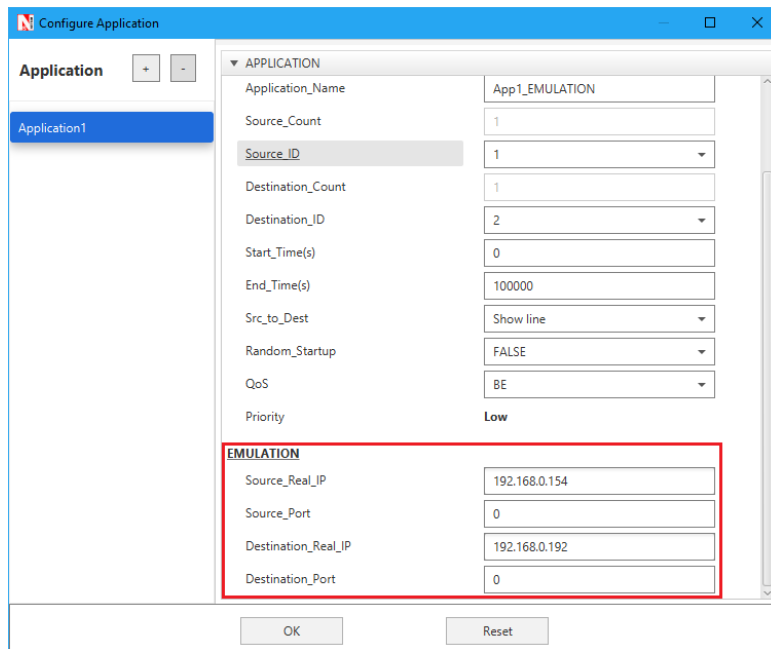 Configure Application
Application + -
Application1
APPLICATION
Application_Name App1_EMULATION
Source_Count 1
Source_ID 1
Destination_Count 1
Destination_ID 2
Start_Time(s) 0
End_Time(s) 100000
Src_to_Dest Show line
Random_Startup FALSE
QoS BE
Priority Low
EMULATION
Source_Real_IP 192.168.0.154
Source_Port 0
Destination_Real_IP 192.168.0.192
Destination_Port 0
OK Reset